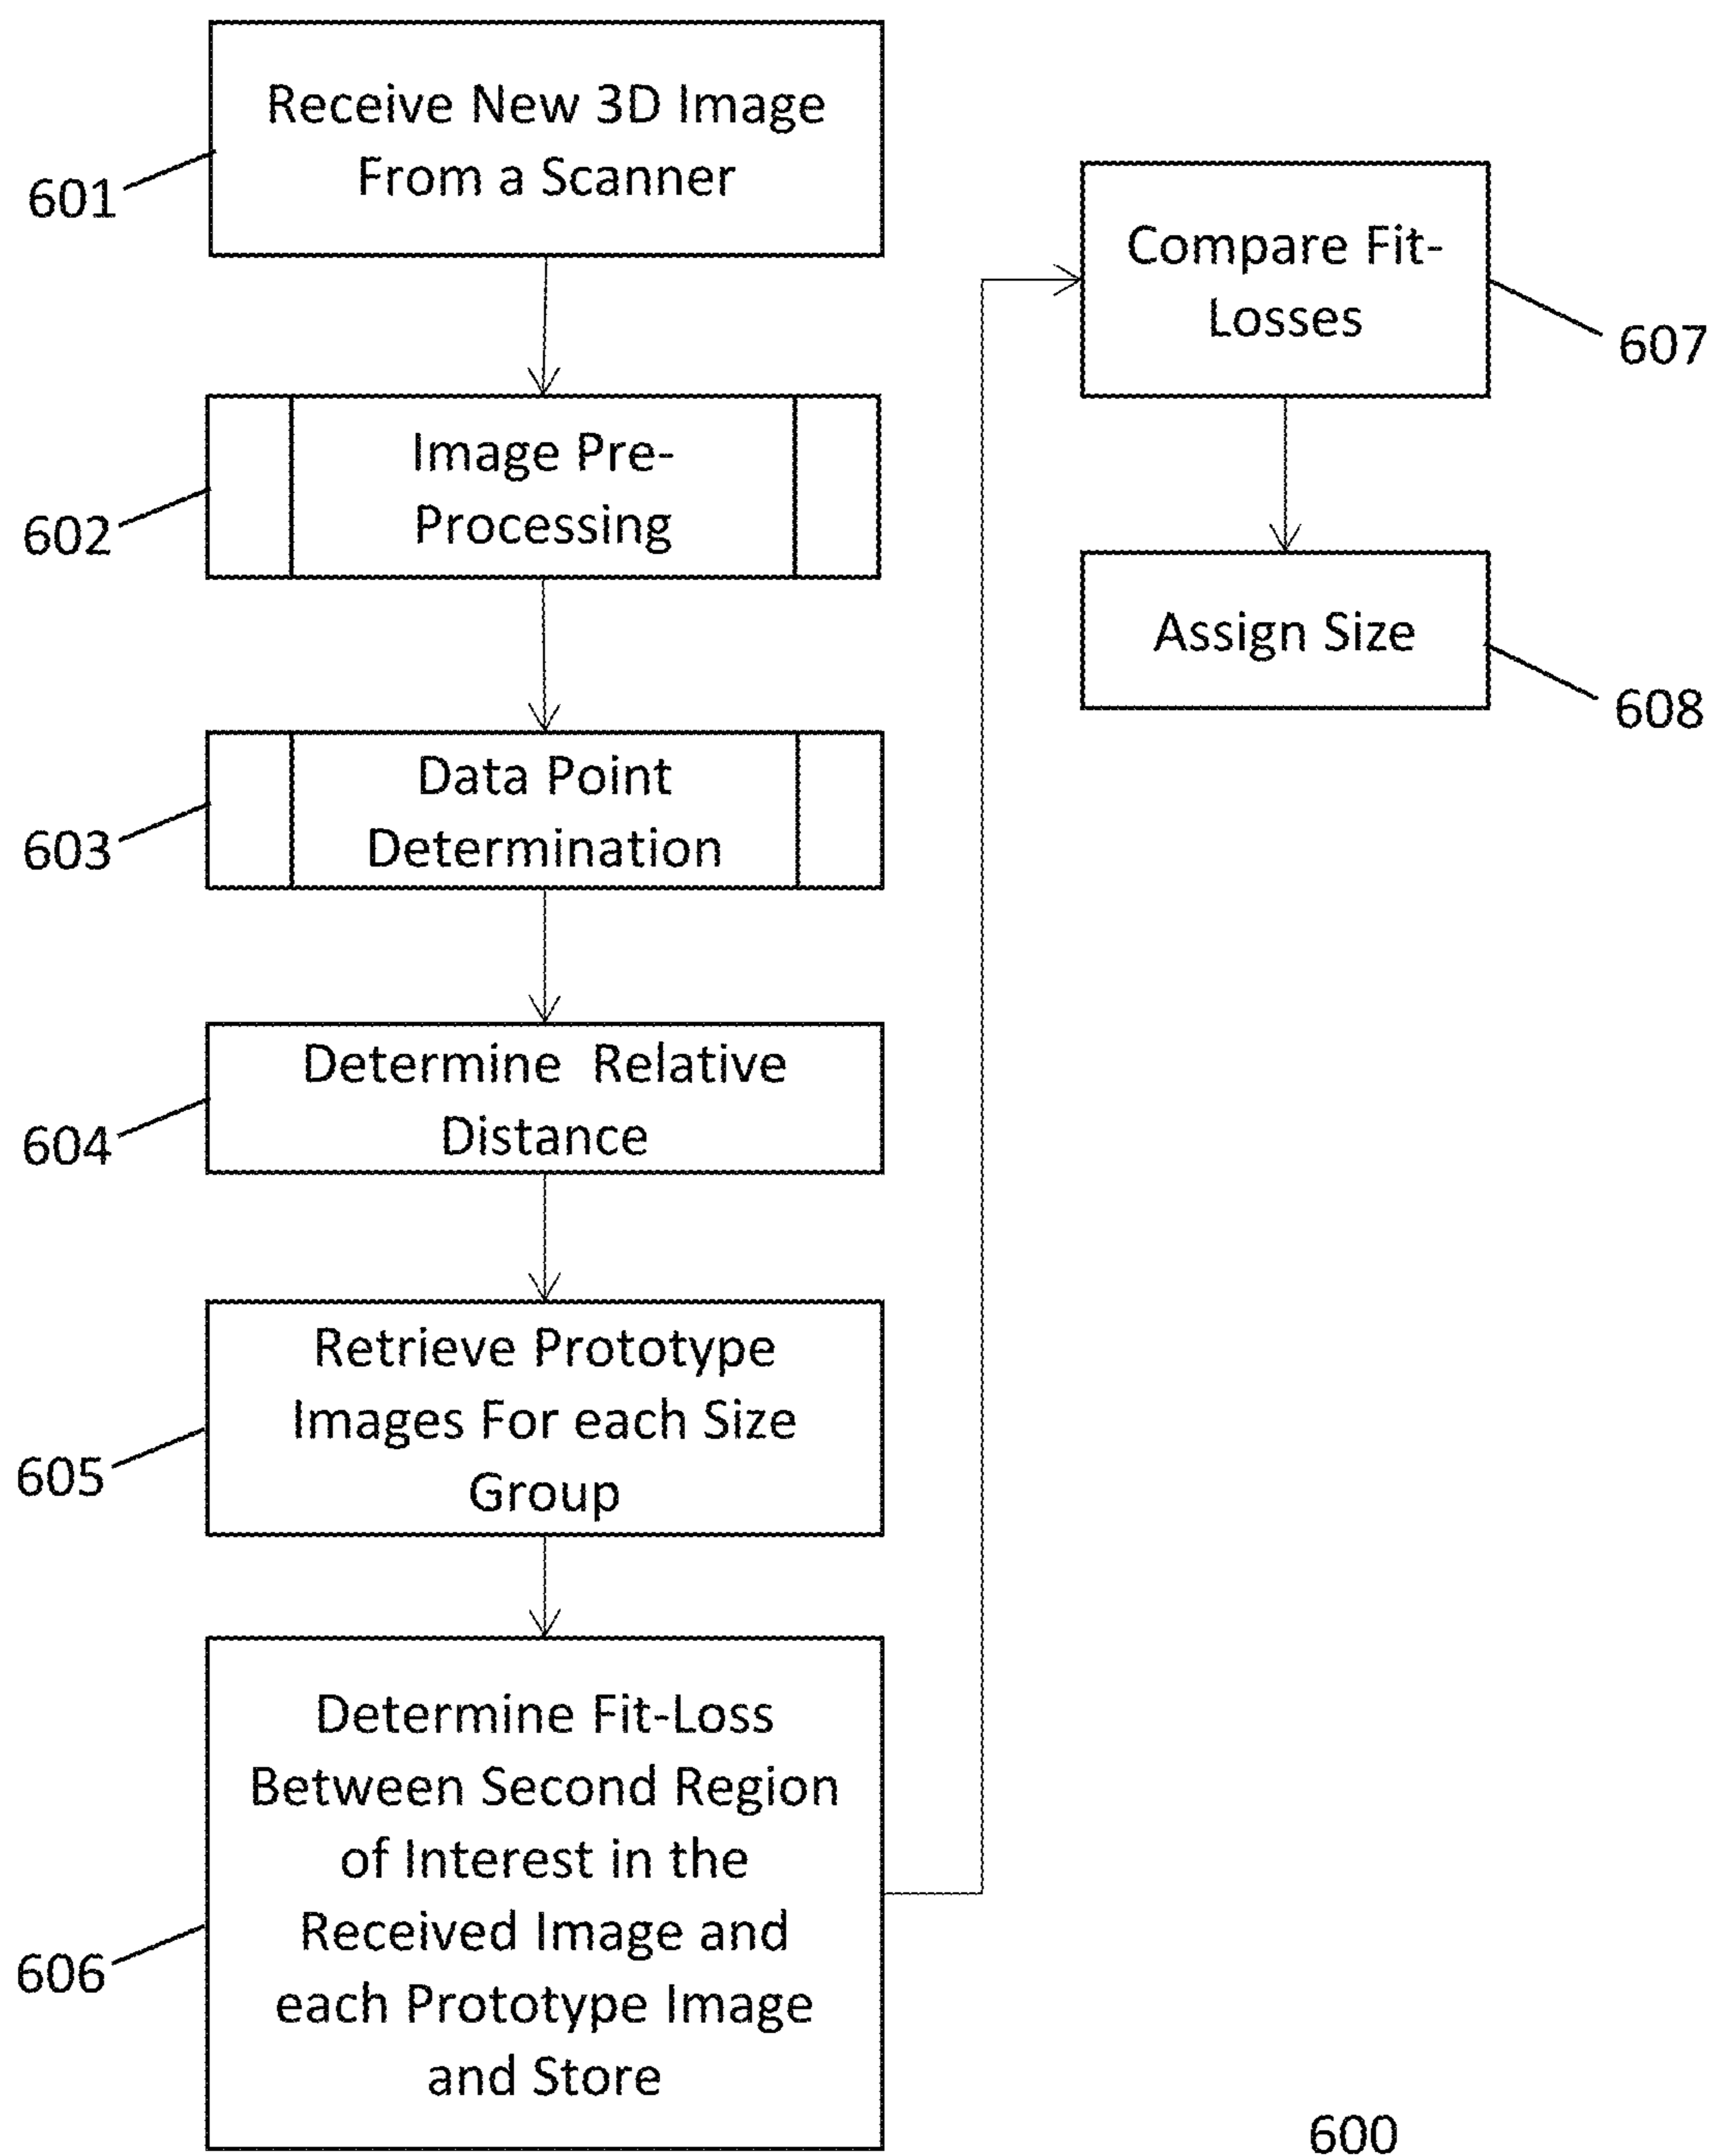 Receive New 3D Image
From a Scanner
601
Image Pre-
Processing
602
Data Point
Determination
603
Determine Relative
Distance
604
Retrieve Prototype
Images For each Size
Group
605
Determine Fit-Loss
Between Second Region
of Interest in the
Received Image and
each Prototype Image
and Store
606
Compare Fit-
Losses
607
Assign Size
608
600